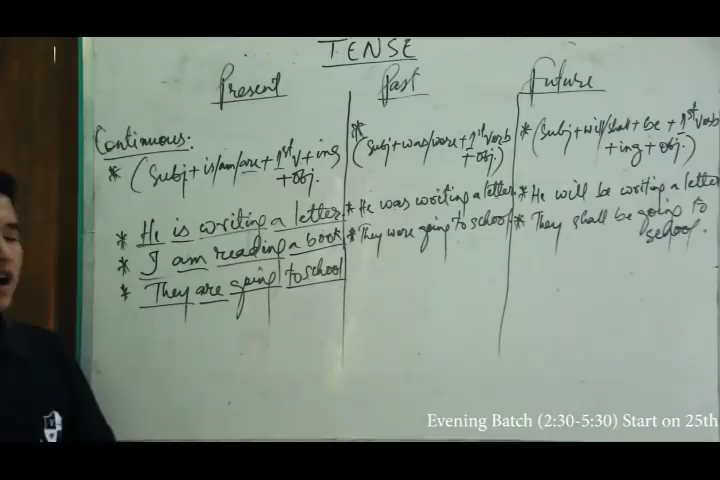 TENSE
Present
Past
Future
Continuous:
* (Subj + is/am/are + 1st V + ing
+ obj.
* He is writing a letter
* I am reading a book
* They are going to school
*
(Subj + was/were + 1st Verb
+ obj.)
* He was writing a letter
* They were going to school
* (Subj + will/shall + be + 1st Verb
+ ing + obj.)
* He will be writing a letter
* They shall be going to
school.
Evening Batch (2:30-5:30) Start on 25th